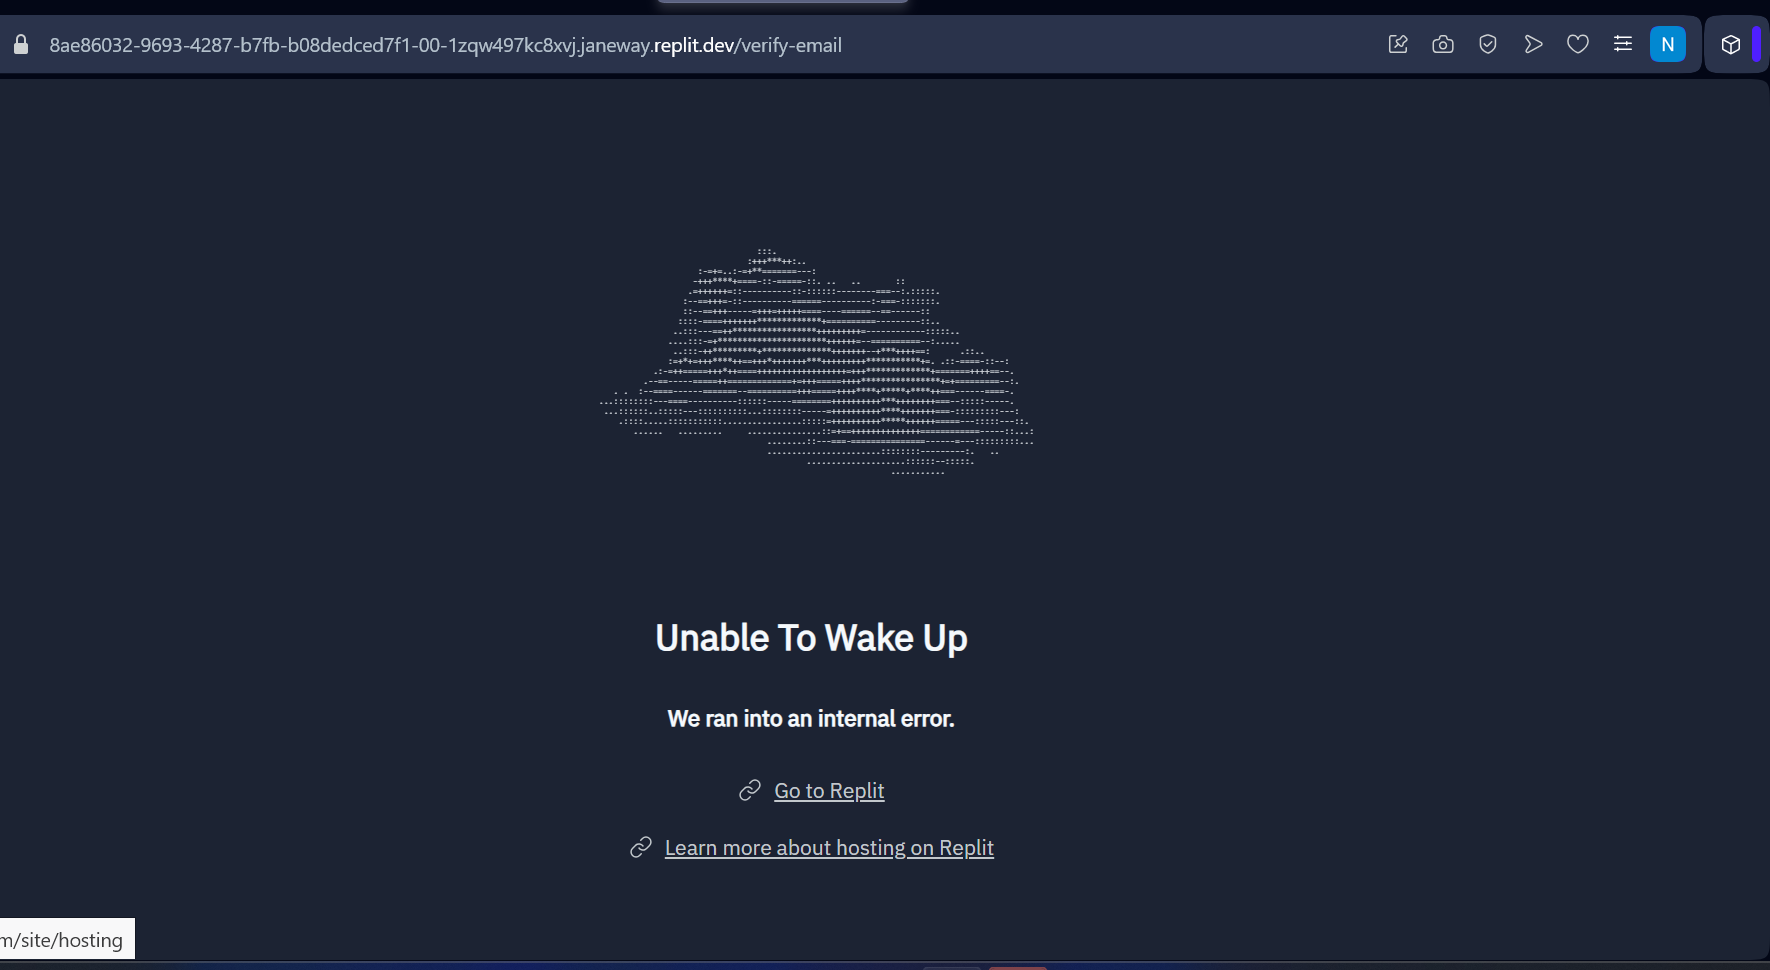 8ae86032-9693-4287-b7fb-b08dedced7f1-00-1zqw497kc8xvj.janeway.replit.dev/verify-email
N
Unable To Wake Up
We ran into an internal error.
Go to Replit
Learn more about hosting on Replit
m/site/hosting